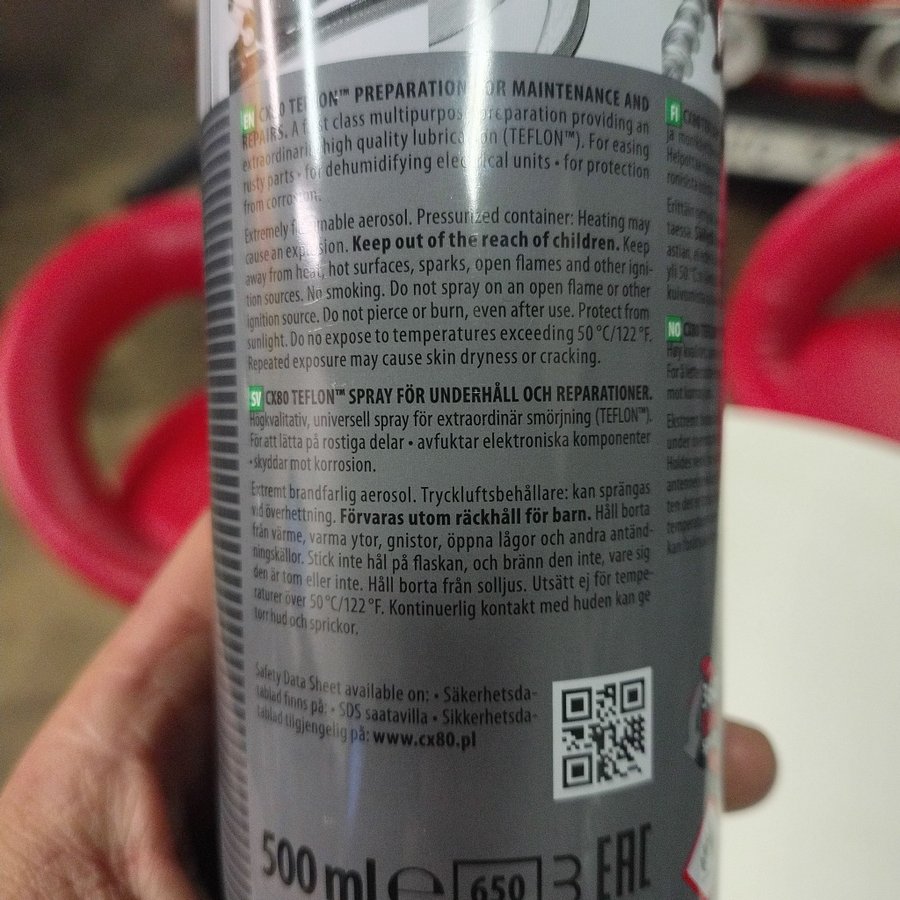 EN CX80 TEFLON™ PREPARATION FOR MAINTENANCE AND
REPAIRS. A first class multipurpose preparation providing an
extraordinarily high quality lubrication (TEFLON™). For easing
rusty parts • for dehumidifying electrical units • for protection
from corrosion.
Extremely flammable aerosol. Pressurized container: Heating may
cause an explosion. Keep out of the reach of children. Keep
away from heat, hot surfaces, sparks, open flames and other igni-
tion sources. No smoking. Do not spray on an open flame or other
ignition source. Do not pierce or burn, even after use. Protect from
sunlight. Do no expose to temperatures exceeding 50 °C/122 °F.
Repeated exposure may cause skin dryness or cracking.
SV CX80 TEFLON™ SPRAY FÖR UNDERHÅLL OCH REPARATIONER.
Högkvalitativ, universell spray för extraordinär smörjning (TEFLON™).
För att lätta på rostiga delar • avfuktar elektroniska komponenter
• skyddar mot korrosion.
Extremt brandfarlig aerosol. Tryckluftsbehållare: kan sprängas
vid överhettning. Förvaras utom räckhåll för barn. Håll borta
från värme, varma ytor, gnistor, öppna lågor och andra antänd-
ningskällor. Stick inte hål på flaskan, och bränn den inte, vare sig
den är tom eller inte. Håll borta från solljus. Utsätt ej för tempe-
raturer över 50 °C/122 °F. Kontinuerlig kontakt med huden kan ge
torr hud och sprickor.
Safety Data Sheet available on: • Säkerhetsda-
tablad finns på: • SDS saatavilla • Sikkerhetsda-
tablad tilgjengelig på: www.cx80.pl
500 ml ℮ 650 3 EAC
FI
NO